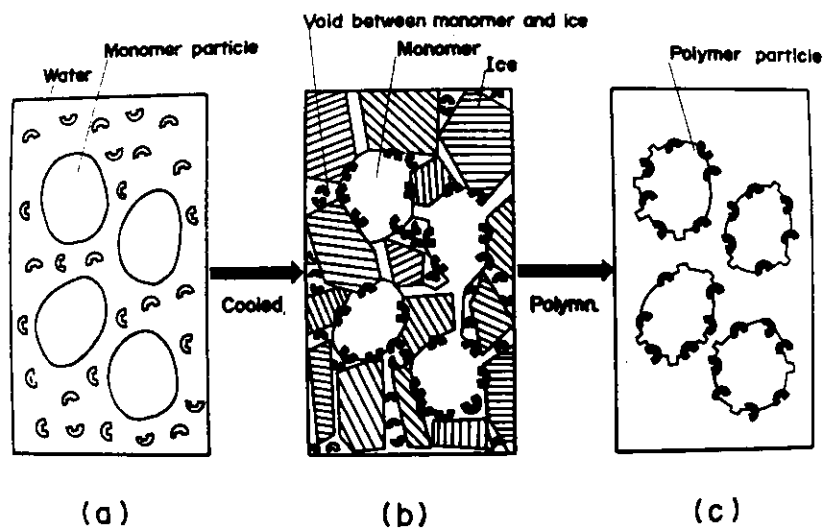 Void between monomer and ice
Monomer particle
Monomer
Water
Ice
Polymer particle
Cooled.
Polymn.
(a)
(b)
(c)